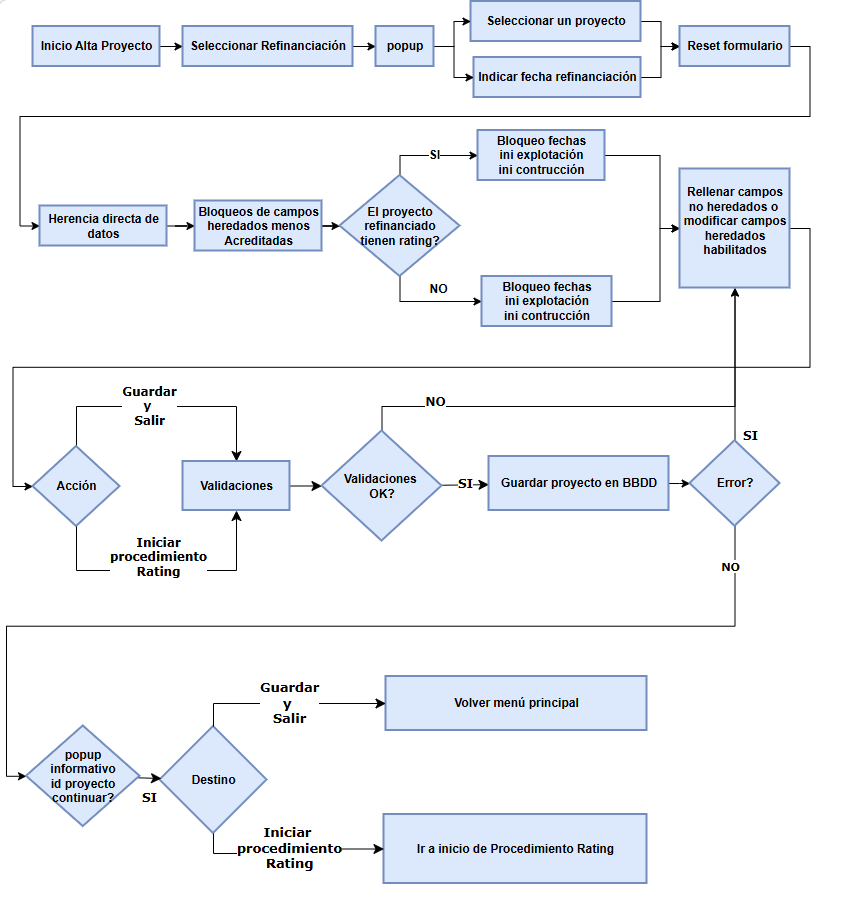 Inicio Alta Proyecto
Seleccionar Refinanciación
popup
Seleccionar un proyecto
Indicar fecha refinanciación
Reset formulario
Herencia directa de
datos
Bloqueos de campos
heredados menos
Acreditadas
El proyecto
refinanciado
tienen rating?
SI
Bloqueo fechas
ini explotación
ini contrucción
NO
Bloqueo fechas
ini explotación
ini contrucción
Rellenar campos
no heredados o
modificar campos
heredados
habilitados
Acción
Guardar
y
Salir
Iniciar
procedimiento
Rating
Validaciones
Validaciones
OK?
NO
SI
Guardar proyecto en BBDD
Error?
SI
NO
popup
informativo
id proyecto
continuar?
SI
Destino
Guardar
y
Salir
Volver menú principal
Iniciar
procedimiento
Rating
Ir a inicio de Procedimiento Rating